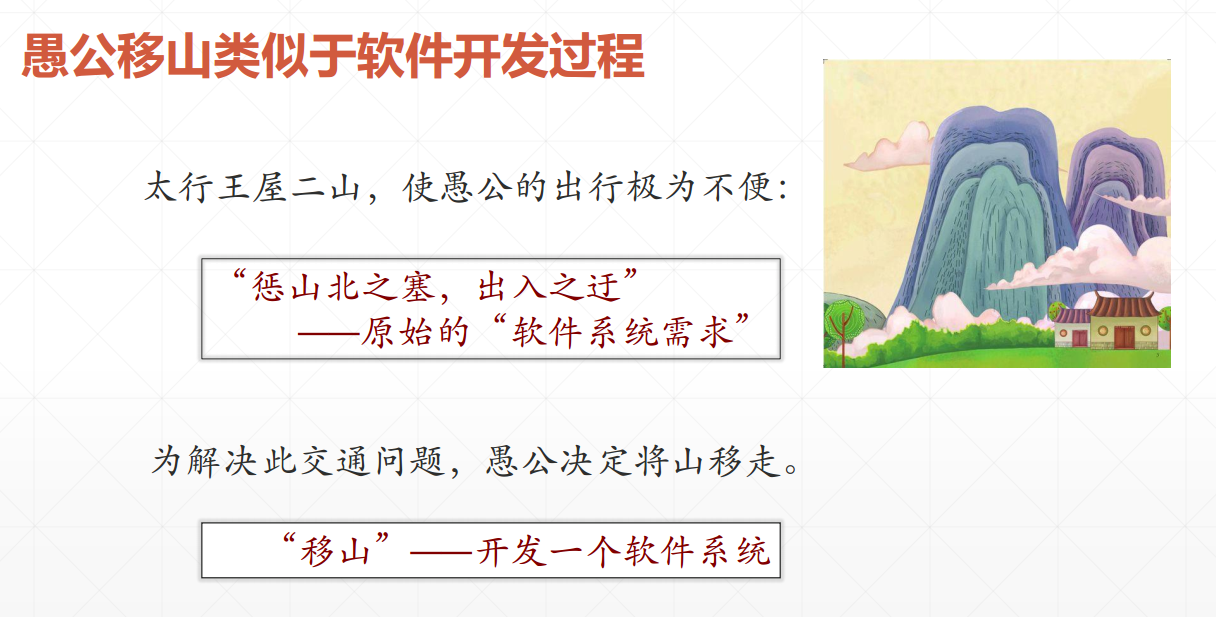 愚公移山类似于软件开发过程
太行王屋二山，使愚公的出行极为不便：
“惩山北之塞，出入之迂”
——原始的“软件系统需求”
为解决此交通问题，愚公决定将山移走。
“移山”——开发一个软件系统